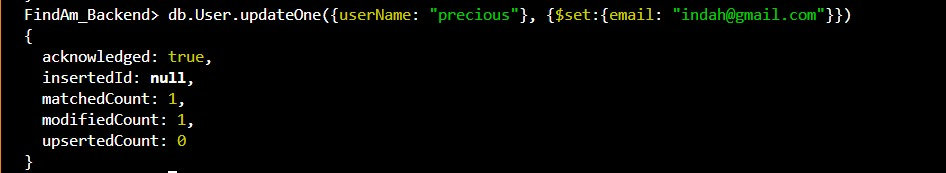 FindAm_Backend> db.User.updateOne({userName: "precious"}, {$set:{email: "indah@gmail.com"}})
{
  acknowledged: true,
  insertedId: null,
  matchedCount: 1,
  modifiedCount: 1,
  upsertedCount: 0
}